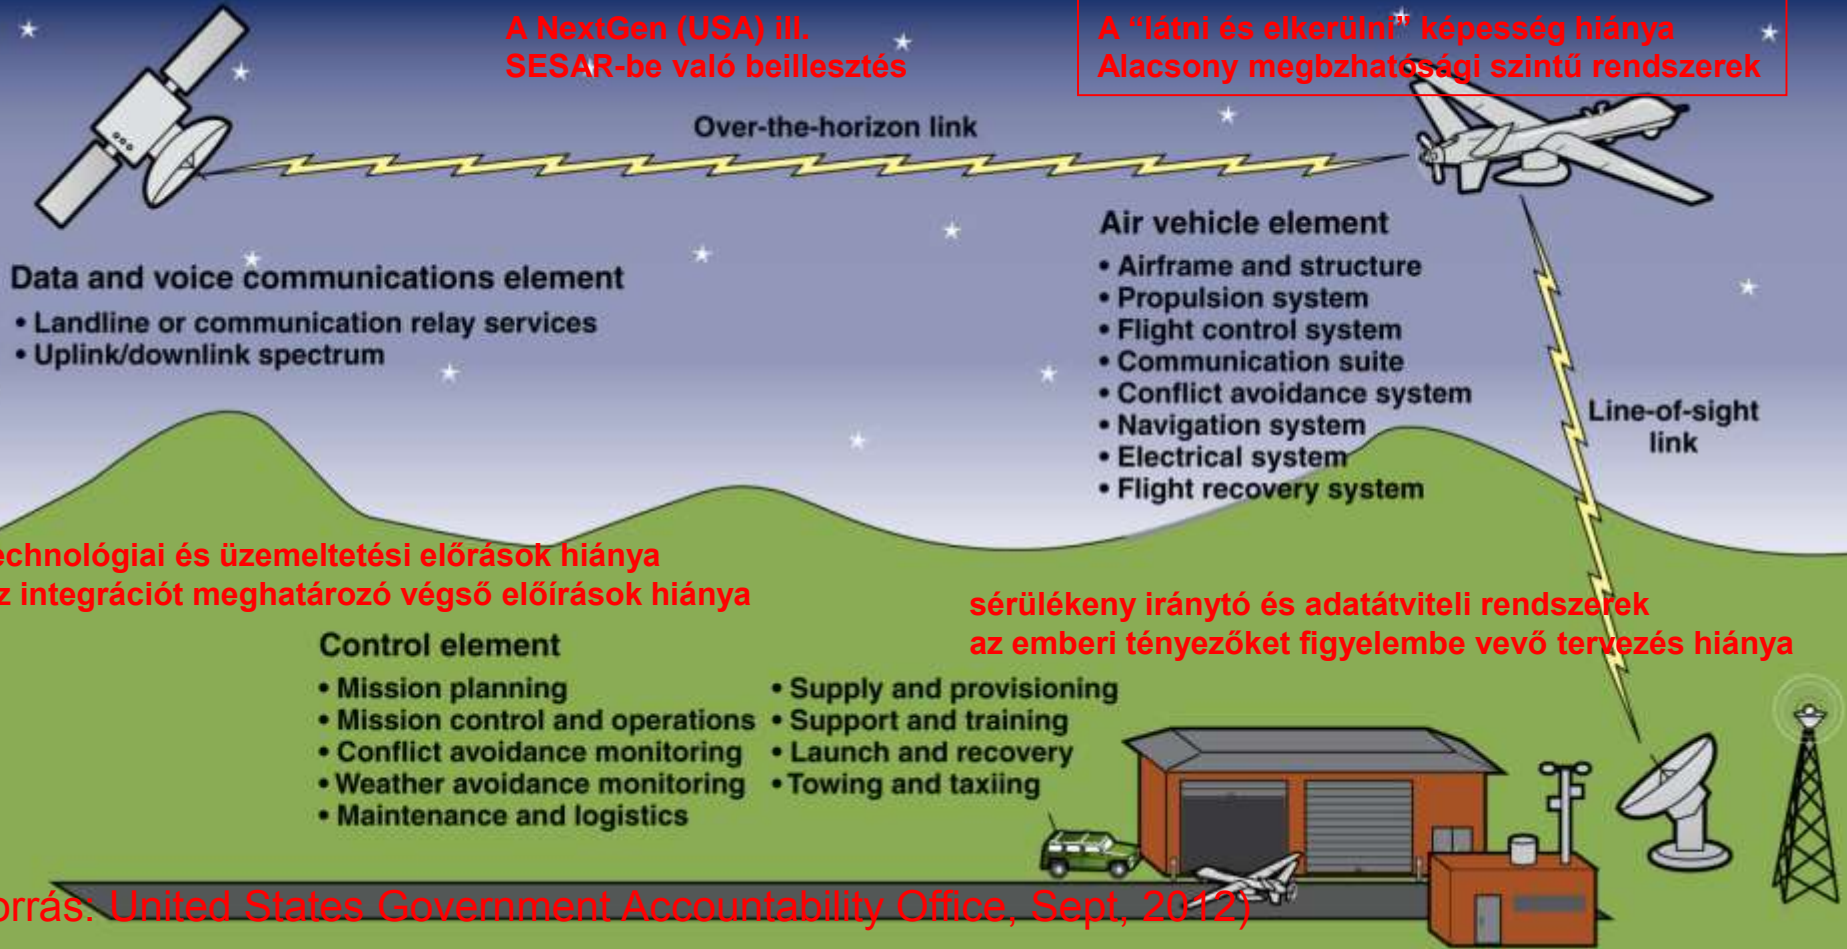 A NextGen (USA) ill.
SESAR-be való beillesztés
A “látni és elkerülni” képesség hiánya
Alacsony megbzhatósági szintű rendszerek
Over-the-horizon link
Air vehicle element
• Airframe and structure
• Propulsion system
• Flight control system
• Communication suite
• Conflict avoidance system
• Navigation system
• Electrical system
• Flight recovery system
Data and voice communications element
• Landline or communication relay services
• Uplink/downlink spectrum
Line-of-sight
link
echnológiai és üzemeltetési előrások hiánya
z integrációt meghatározó végső előírások hiánya
sérülékeny iránytó és adatátviteli rendszerek
az emberi tényezőket figyelembe vevő tervezés hiánya
Control element
• Mission planning
• Mission control and operations
• Conflict avoidance monitoring
• Weather avoidance monitoring
• Maintenance and logistics
• Supply and provisioning
• Support and training
• Launch and recovery
• Towing and taxiing
orrás: United States Government Accountability Office, Sept, 2012)